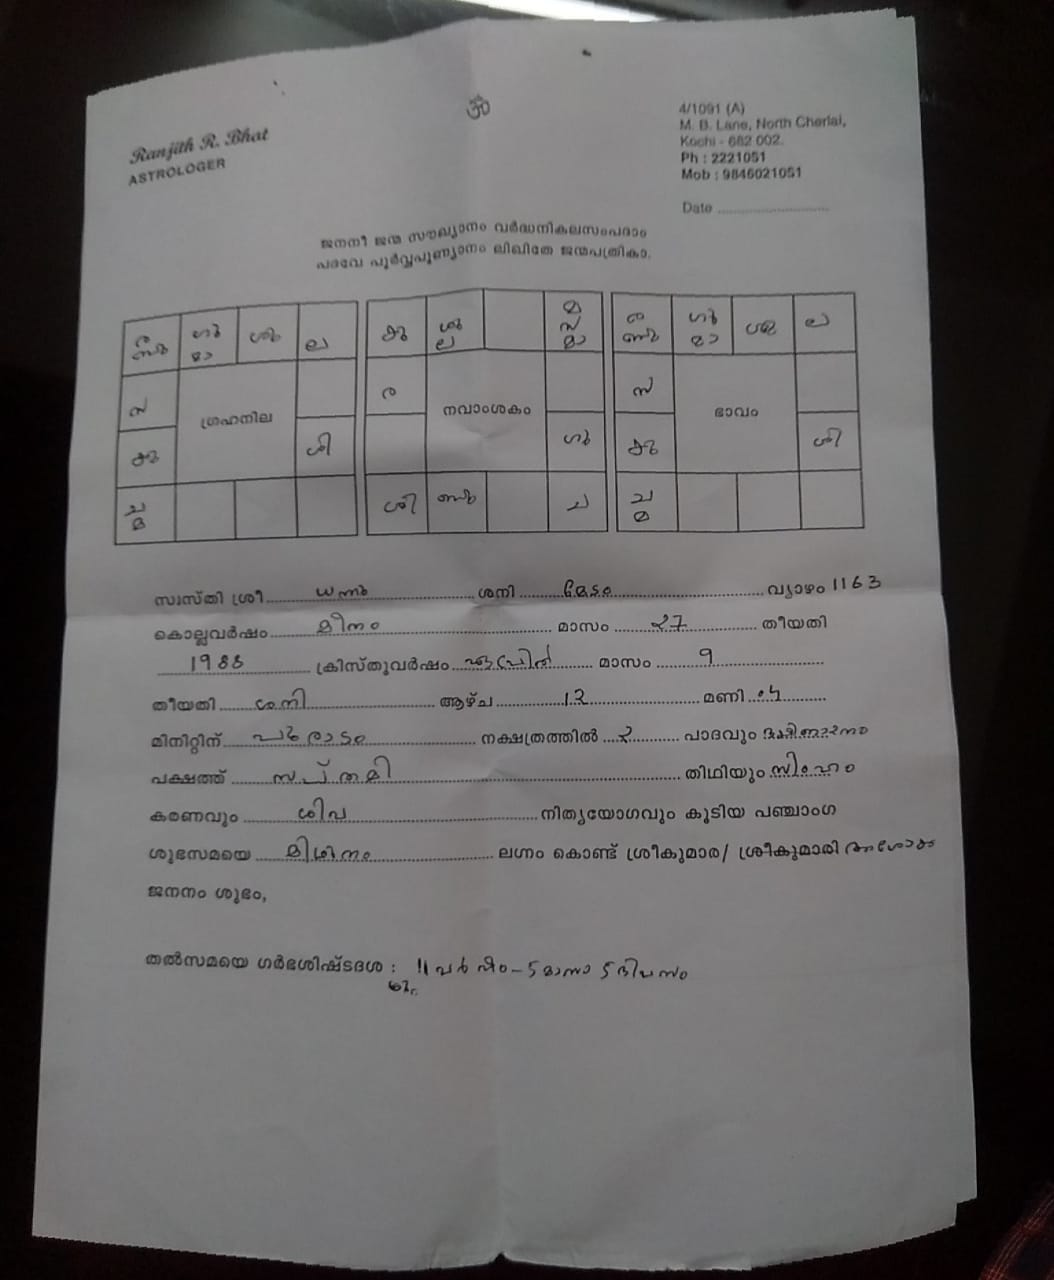 Ranjith R. Bhat
ASTROLOGER
ॐ
4/1091 (A)
M. B. Lane, North Cherlai,
Kochi - 682 002.
Ph : 2221051
Mob : 9846021051
Date ............................
ജനനീ ജന്മ സൗഖ്യാനം വർദ്ധനികുലസംപദാം
പദവേ പൂർവ്വപുണ്യാനം ലിഖിതേ ജന്മപത്രികാ.
ഗു ശു ല കു ശു മ ഗു ല
മാ ല സ മാ
സ ഗ്രഹനില ര നവാംശകം സ ഭാവം
കു ശി ഗു കു ശി
ച ശി ബു ച ച
മ മ
സ്വസ്തി ശ്രീ ധനു ശനി മേടം വ്യാഴം 1163
കൊല്ലവർഷം മീനം മാസം 27 തീയതി
1988 ക്രിസ്തുവർഷം ഏപ്രിൽ മാസം 9
തീയതി ശനി ആഴ്ച 12 മണി
മിനിറ്റിന് പൂരാടം നക്ഷത്രത്തിൽ 2 പാദവും
പക്ഷത്ത് സപ്തമി തിഥിയും സിംഹം
കരണവും ശിവ നിത്യയോഗവും കൂടിയ പഞ്ചാംഗ
ശുഭസമയെ മിഥുനം ലഗ്നം കൊണ്ട് ശ്രീകുമാര/ ശ്രീകുമാരി അശോക
ജനനം ശുഭം,
തൽസമയെ ഗർഭശിഷ്ടദശ : 11 വർഷം - 5 മാസം 5 ദിവസം